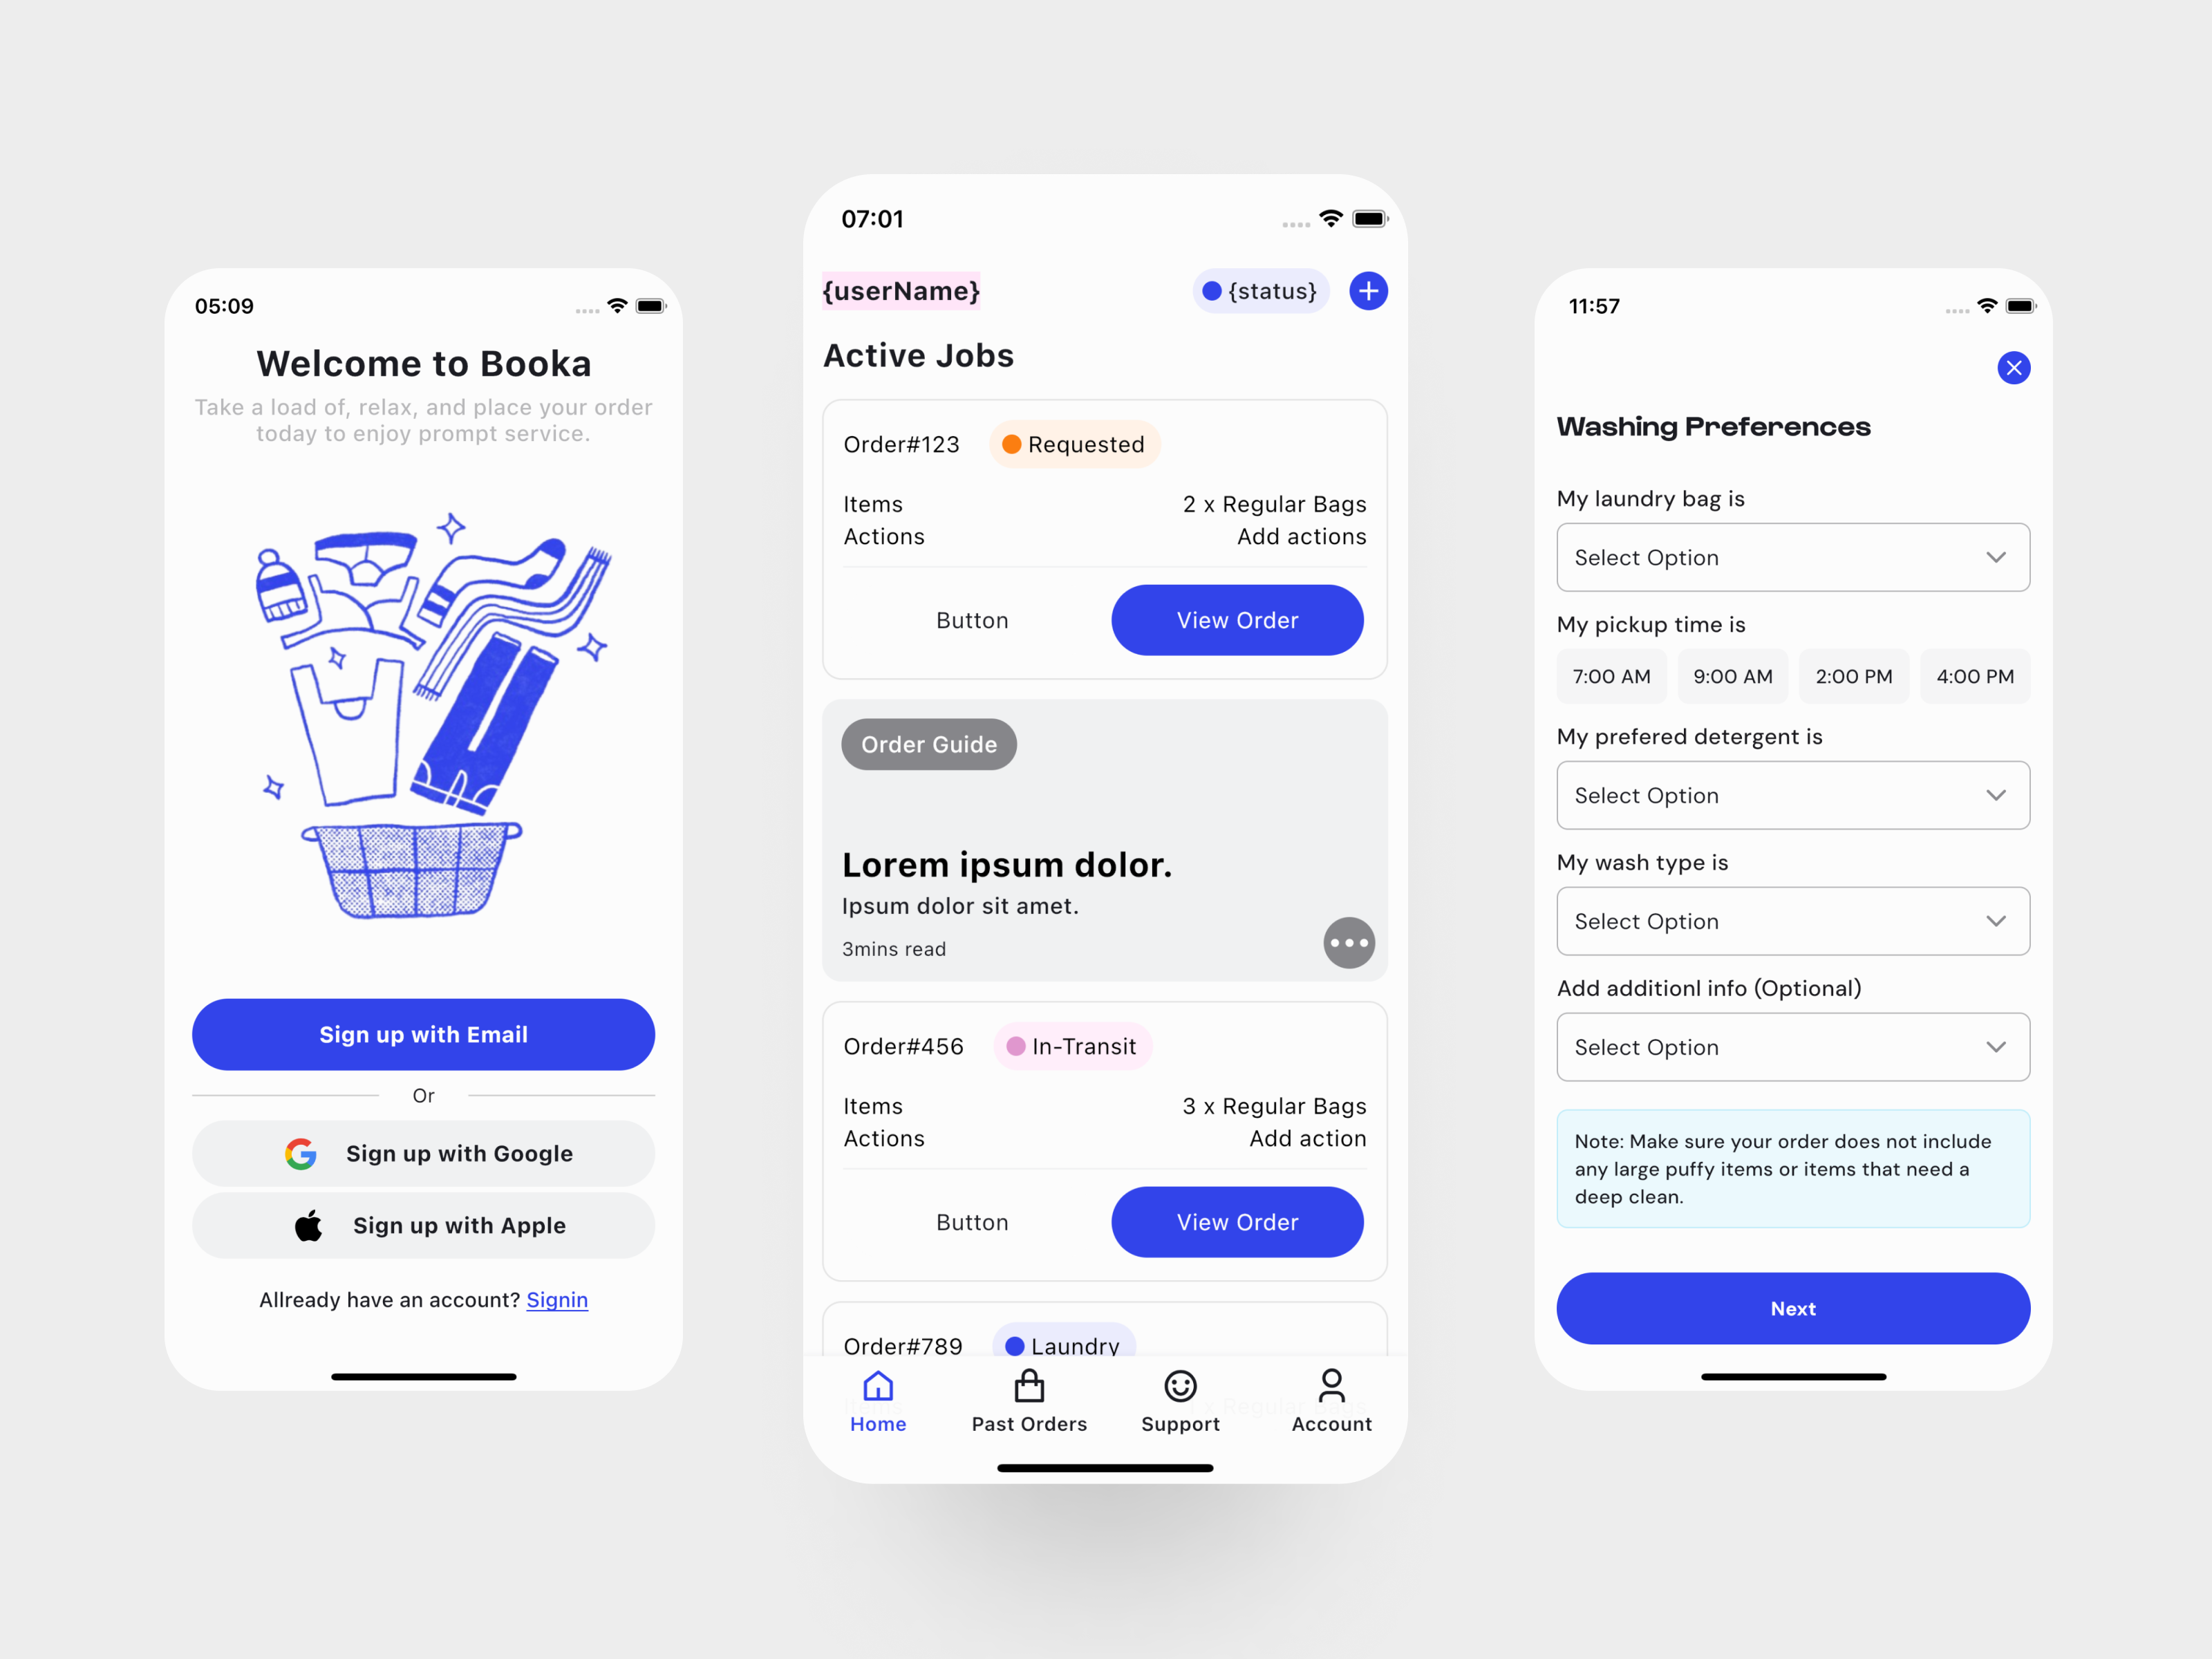 05:09
Welcome to Booka
Take a load of, relax, and place your order
today to enjoy prompt service.
Sign up with Email
Or
Sign up with Google
Sign up with Apple
Allready have an account? Signin
07:01
{userName}
{status}
Active Jobs
Order#123
Requested
Items
2 x Regular Bags
Actions
Add actions
Button
View Order
Order Guide
Lorem ipsum dolor.
Ipsum dolor sit amet.
3mins read
Order#456
In-Transit
Items
3 x Regular Bags
Actions
Add action
Button
View Order
Order#789
Laundry
Items
x Regular Bags
Home
Past Orders
Support
Account
11:57
Washing Preferences
My laundry bag is
Select Option
My pickup time is
7:00 AM
9:00 AM
2:00 PM
4:00 PM
My prefered detergent is
Select Option
My wash type is
Select Option
Add additionl info (Optional)
Select Option
Note: Make sure your order does not include
any large puffy items or items that need a
deep clean.
Next